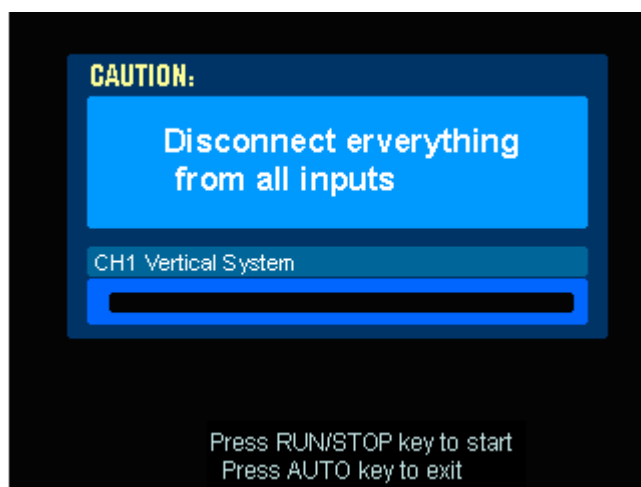 CAUTION:
Disconnect erverything
from all inputs
CH1 Vertical System
Press RUN/STOP key to start
Press AUTO key to exit